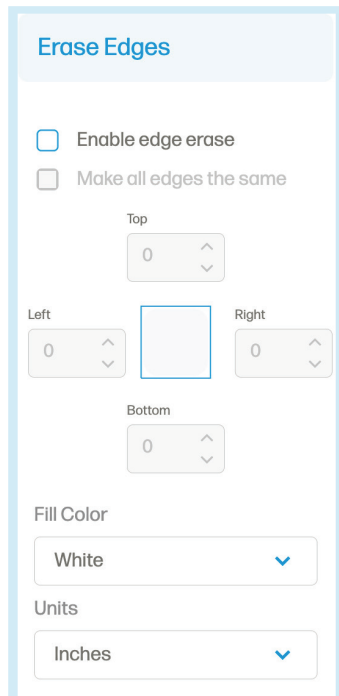 Erase Edges
Enable edge erase
Make all edges the same
Top
0
Left
Right
0
0
Bottom
0
Fill Color
White
Units
Inches